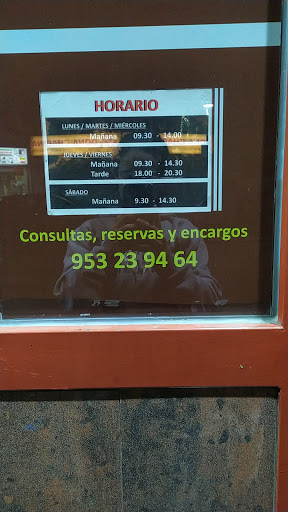 HORARIO
LUNES / MARTES / MIÉRCOLES
Mañana 09.30 - 14.00
JUEVES / VIERNES
Mañana 09.30 - 14.30
Tarde 18.00 - 20.30
SÁBADO
Mañana 9.30 - 14.30
Consultas, reservas y encargos
953 23 94 64